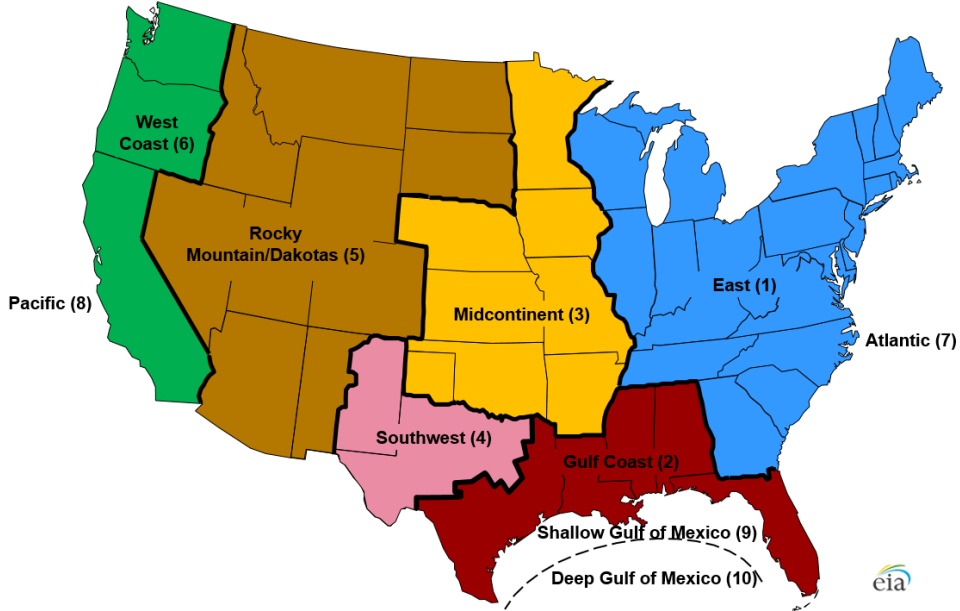 West
Coast (6)
Rocky
Mountain/Dakotas (5)
East (1)
Pacific (8)
Midcontinent (3)
Atlantic (7)
Southwest (4)
Gulf Coast (2)
Shallow Gulf of Mexico (9)
Deep Gulf of Mexico (10)
eia